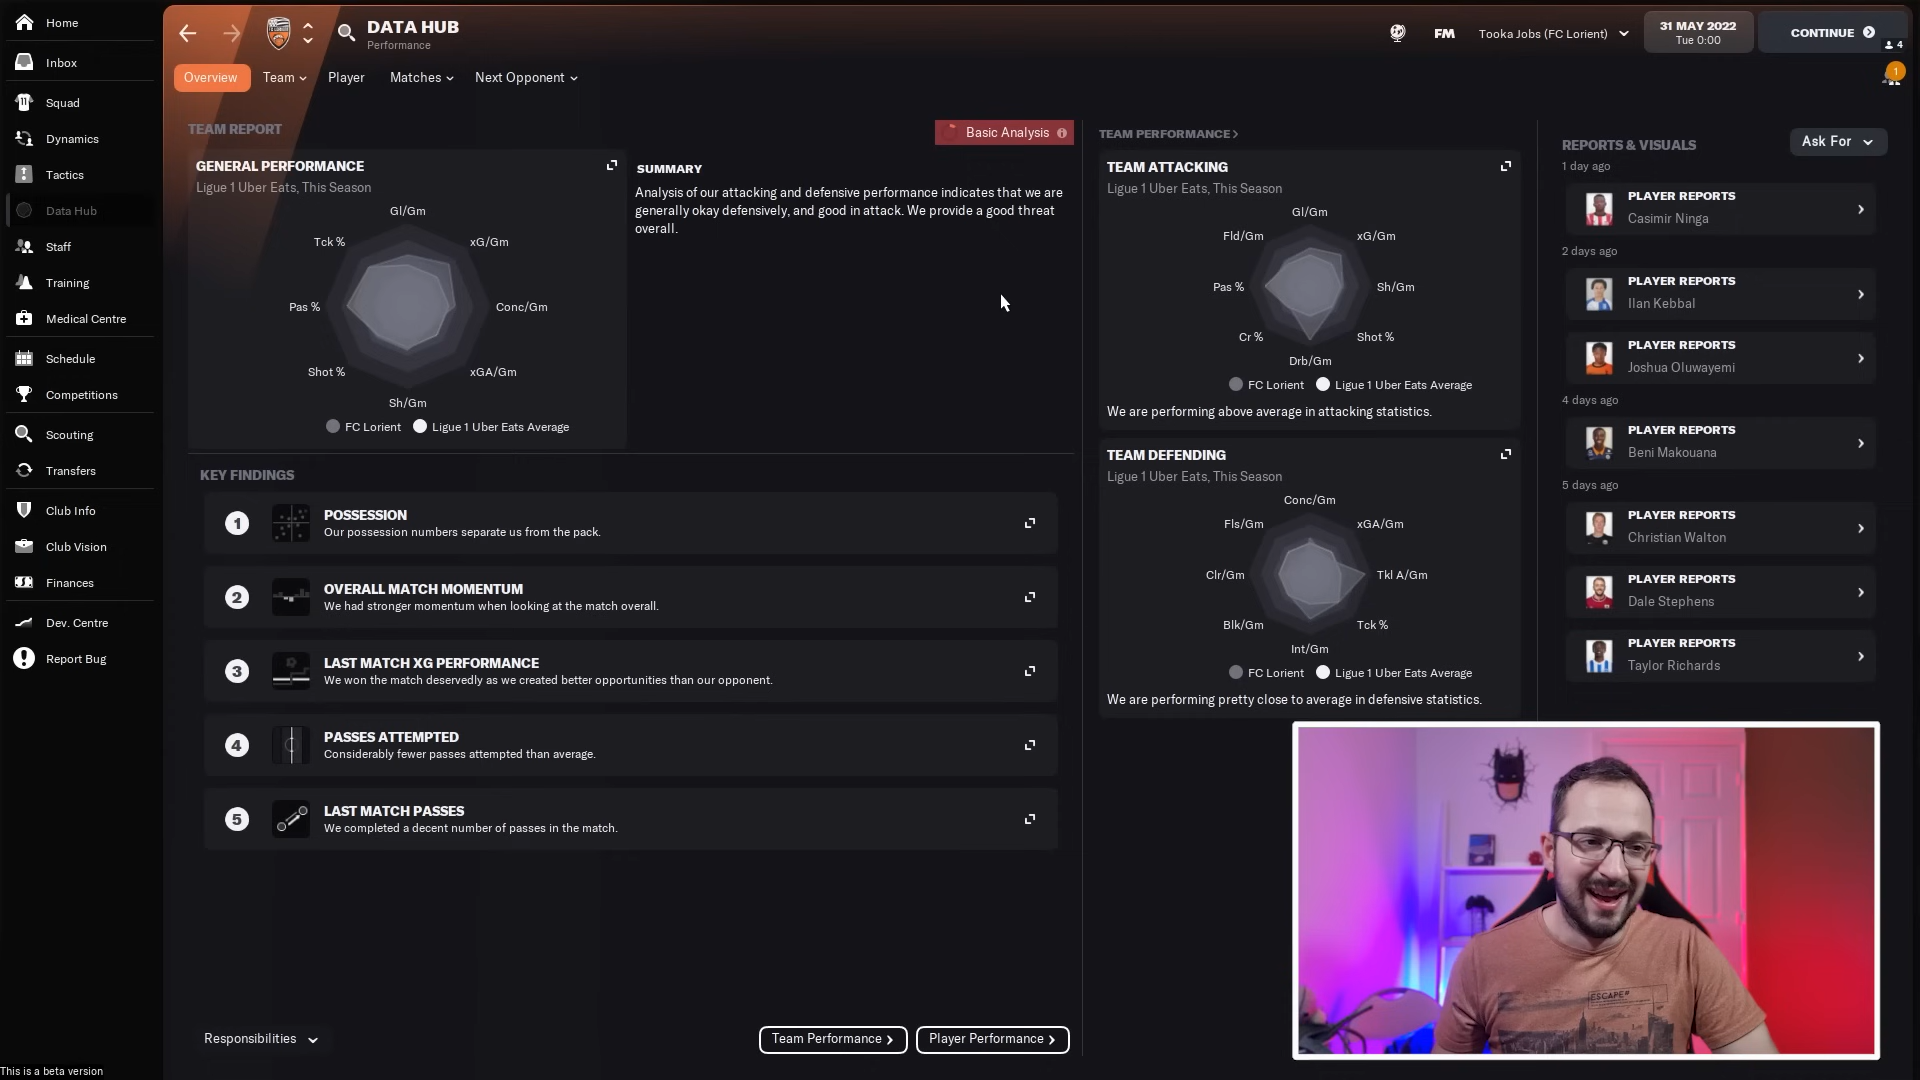 Home
Inbox
Squad
Dynamics
Tactics
Data Hub
Staff
Training
Medical Centre
Schedule
Competitions
Scouting
Transfers
Club Info
Club Vision
Finances
Dev. Centre
Report Bug
This is a beta version
DATA HUB
Performance
FM
Tooka Jobs (FC Lorient)
31 MAY 2022
Tue 0:00
CONTINUE
4
1
Overview
Team
Player
Matches
Next Opponent
TEAM REPORT
Basic Analysis
GENERAL PERFORMANCE
Ligue 1 Uber Eats, This Season
Gl/Gm
Tck %
xG/Gm
Pas %
Conc/Gm
Shot %
xGA/Gm
Sh/Gm
FC Lorient
Ligue 1 Uber Eats Average
SUMMARY
Analysis of our attacking and defensive performance indicates that we are
generally okay defensively, and good in attack. We provide a good threat
overall.
KEY FINDINGS
1
POSSESSION
Our possession numbers separate us from the pack.
2
OVERALL MATCH MOMENTUM
We had stronger momentum when looking at the match overall.
3
LAST MATCH XG PERFORMANCE
We won the match deservedly as we created better opportunities than our opponent.
4
PASSES ATTEMPTED
Considerably fewer passes attempted than average.
5
LAST MATCH PASSES
We completed a decent number of passes in the match.
Responsibilities
Team Performance
Player Performance
TEAM PERFORMANCE
TEAM ATTACKING
Ligue 1 Uber Eats, This Season
Gl/Gm
Fld/Gm
xG/Gm
Pas %
Sh/Gm
Cr %
Shot %
Drb/Gm
FC Lorient
Ligue 1 Uber Eats Average
We are performing above average in attacking statistics.
TEAM DEFENDING
Ligue 1 Uber Eats, This Season
Conc/Gm
Fls/Gm
xGA/Gm
Clr/Gm
Tkl A/Gm
Blk/Gm
Tck %
Int/Gm
FC Lorient
Ligue 1 Uber Eats Average
We are performing pretty close to average in defensive statistics.
REPORTS & VISUALS
Ask For
1 day ago
PLAYER REPORTS
Casimir Ninga
2 days ago
PLAYER REPORTS
Ilan Kebbal
PLAYER REPORTS
Joshua Oluwayemi
4 days ago
PLAYER REPORTS
Beni Makouana
5 days ago
PLAYER REPORTS
Christian Walton
PLAYER REPORTS
Dale Stephens
PLAYER REPORTS
Taylor Richards
ESCAPE#